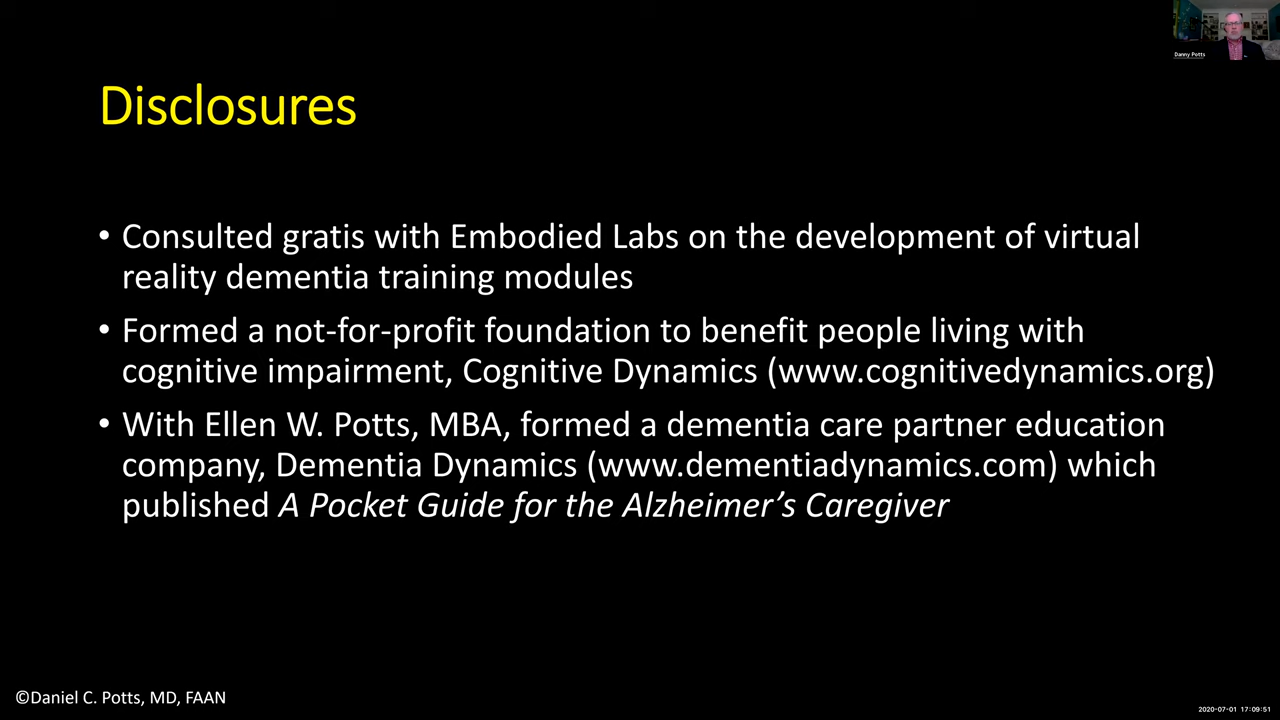 Danny Potts
Disclosures
• Consulted gratis with Embodied Labs on the development of virtual
reality dementia training modules
• Formed a not-for-profit foundation to benefit people living with
cognitive impairment, Cognitive Dynamics (www.cognitivedynamics.org)
• With Ellen W. Potts, MBA, formed a dementia care partner education
company, Dementia Dynamics (www.dementiadynamics.com) which
published A Pocket Guide for the Alzheimer’s Caregiver
©Daniel C. Potts, MD, FAAN
2020-07-01 17:09:51